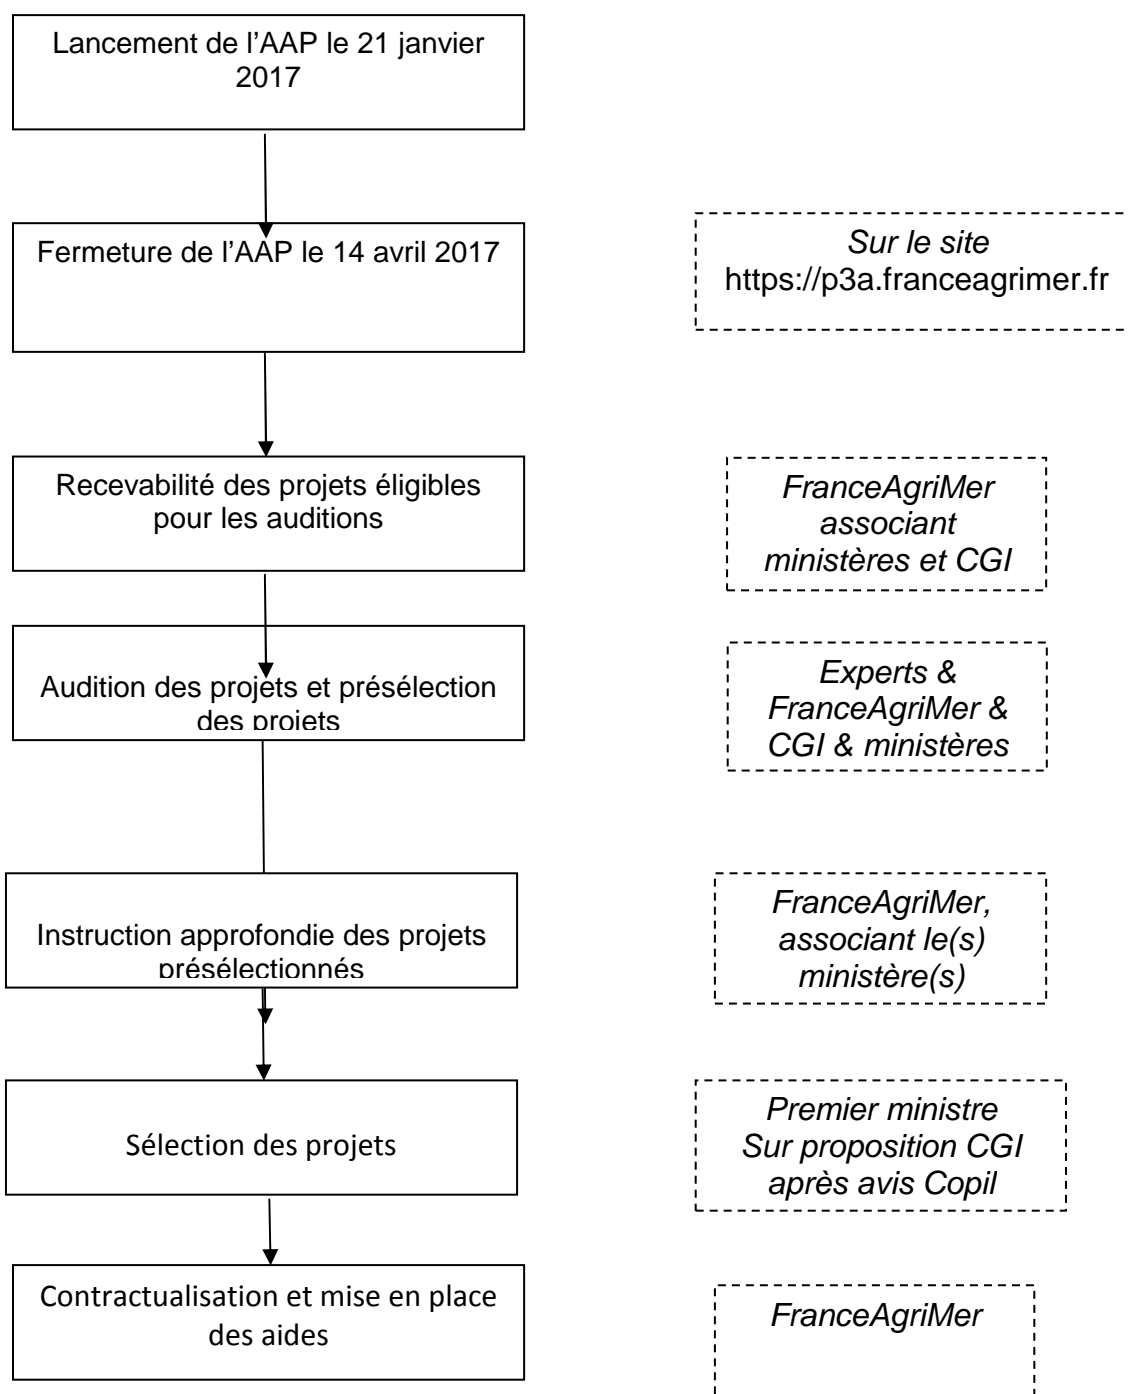 Lancement de l’AAP le 21 janvier
2017
Fermeture de l’AAP le 14 avril 2017
Sur le site
https://p3a.franceagrimer.fr
Recevabilité des projets éligibles
pour les auditions
FranceAgriMer
associant
ministères et CGI
Audition des projets et présélection
des projets
Experts &
FranceAgriMer &
CGI & ministères
Instruction approfondie des projets
présélectionnés
FranceAgriMer,
associant le(s)
ministère(s)
Sélection des projets
Premier ministre
Sur proposition CGI
après avis Copil
Contractualisation et mise en place
des aides
FranceAgriMer